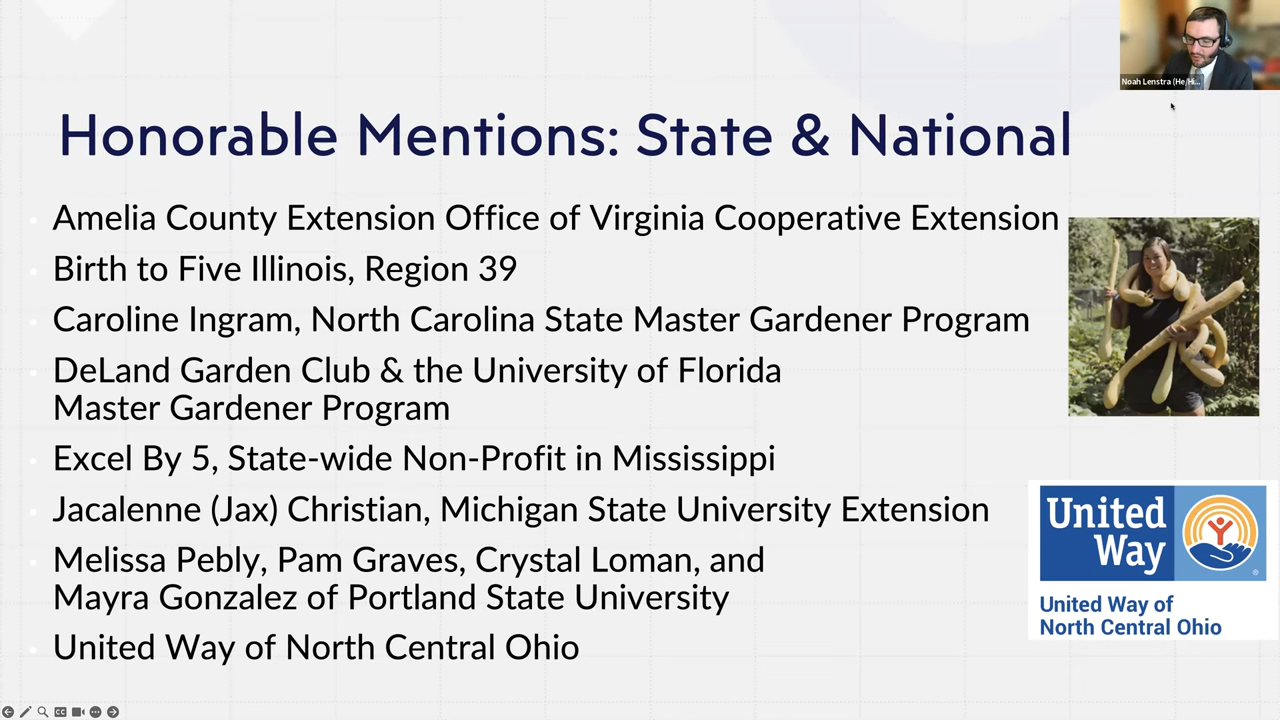 Noah Lenstra (He/Hi...
Honorable Mentions: State & National
Amelia County Extension Office of Virginia Cooperative Extension
Birth to Five Illinois, Region 39
Caroline Ingram, North Carolina State Master Gardener Program
DeLand Garden Club & the University of Florida
Master Gardener Program
Excel By 5, State-wide Non-Profit in Mississippi
Jacalenne (Jax) Christian, Michigan State University Extension
Melissa Pebly, Pam Graves, Crystal Loman, and
Mayra Gonzalez of Portland State University
United Way of North Central Ohio
United
Way
United Way of
North Central Ohio
CC